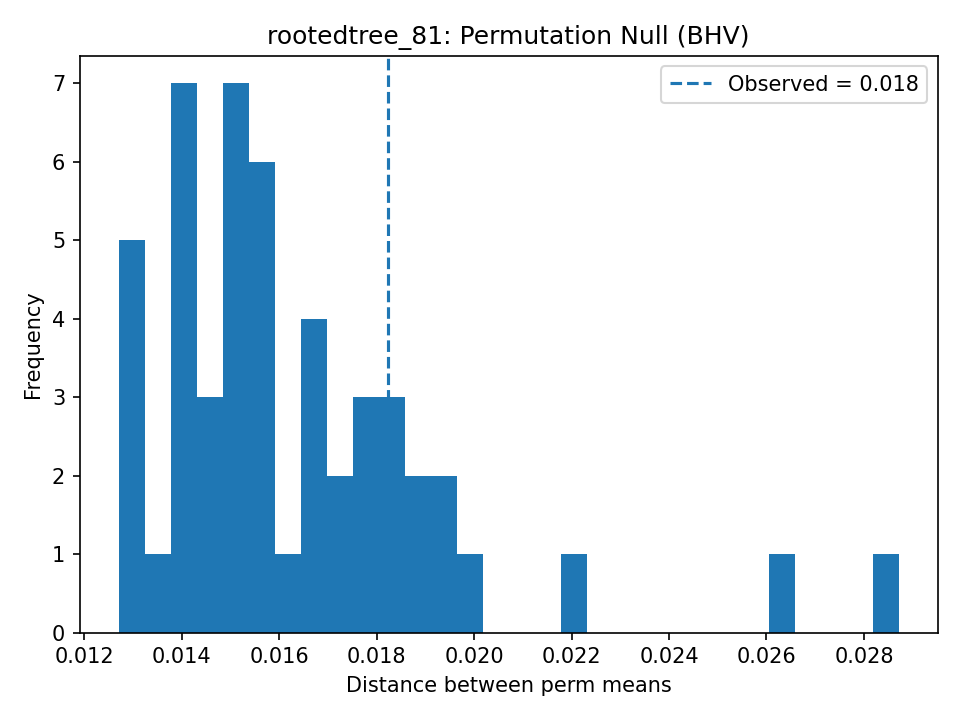 rootedtree_81: Permutation Null (BHV)
Observed = 0.018
Frequency
7
6
5
4
3
2
1
0
0.012 0.014 0.016 0.018 0.020 0.022 0.024 0.026 0.028
Distance between perm means